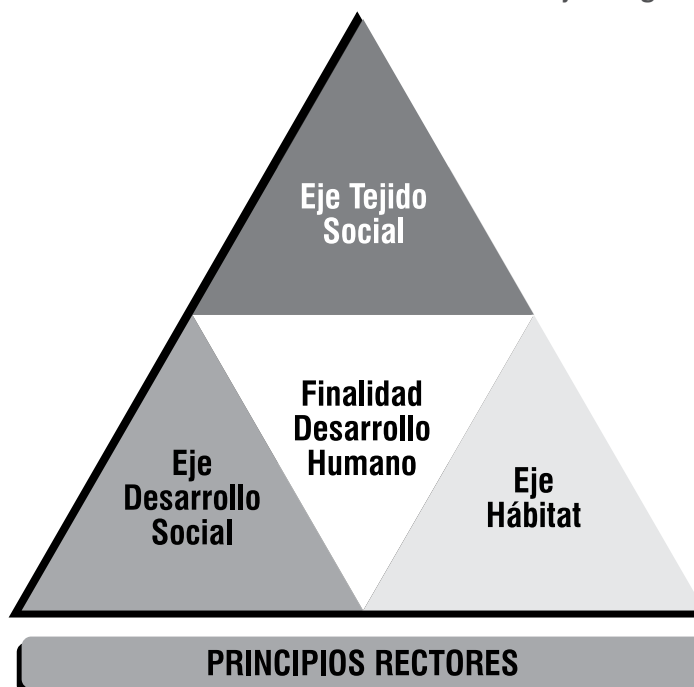 Eje Tejido
Social
Finalidad
Desarrollo
Humano
Eje
Desarrollo
Social
Eje
Hábitat
PRINCIPIOS RECTORES